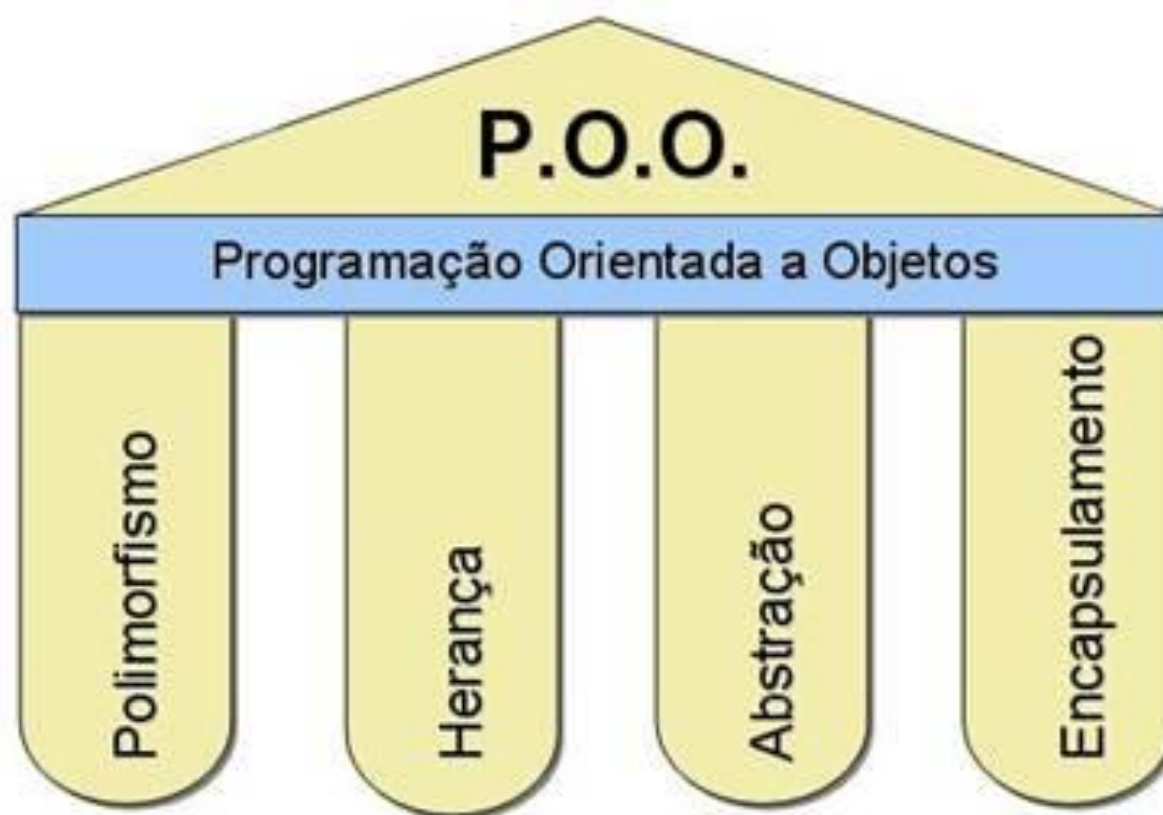 P.O.O.
Programação Orientada a Objetos
Polimorfismo
Herança
Abstração
Encapsulamento